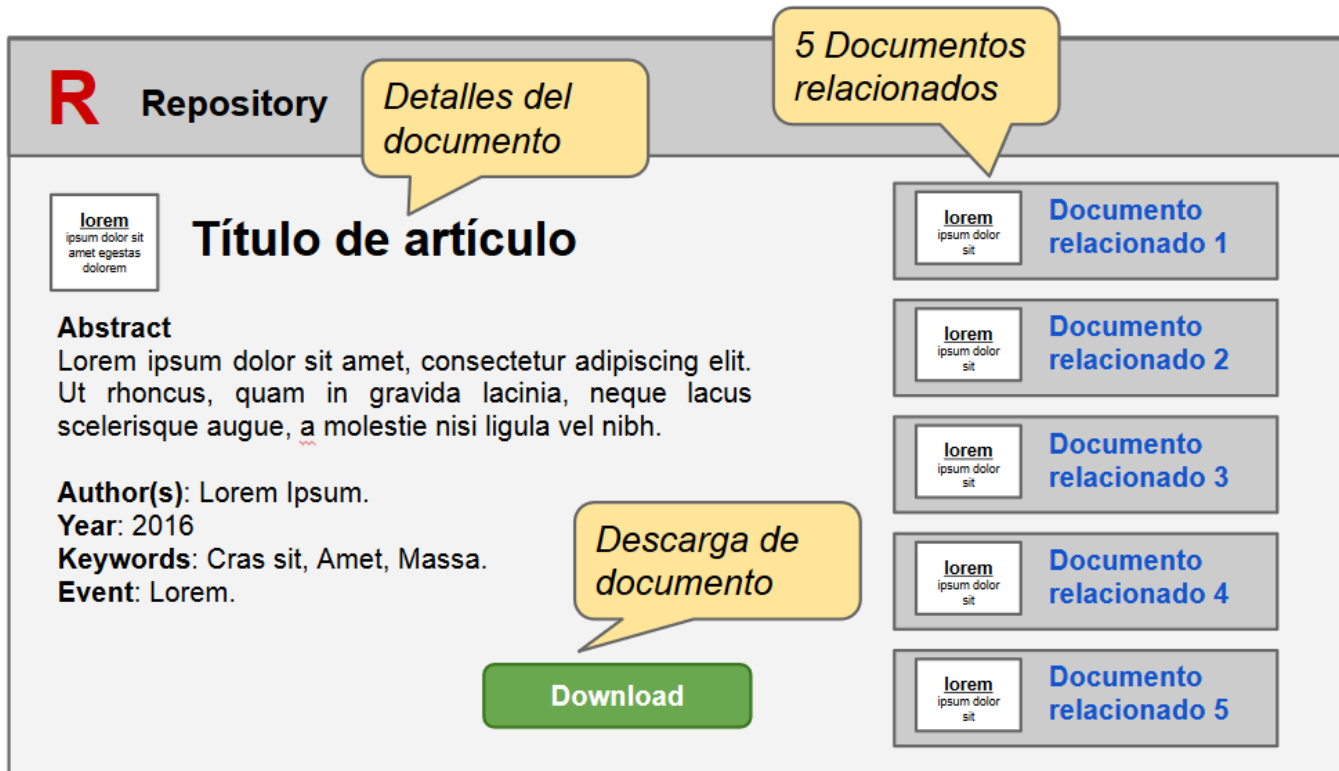 R Repository
Detalles del
documento
5 Documentos
relacionados
lorem
ipsum dolor sit
amet egestas
dolorem
Título de artículo
Abstract
Lorem ipsum dolor sit amet, consectetur adipiscing elit.
Ut rhoncus, quam in gravida lacinia, neque lacus
scelerisque augue, a molestie nisi ligula vel nibh.
Author(s): Lorem Ipsum.
Year: 2016
Keywords: Cras sit, Amet, Massa.
Event: Lorem.
Descarga de
documento
Download
lorem
ipsum dolor
sit
Documento
relacionado 1
lorem
ipsum dolor
sit
Documento
relacionado 2
lorem
ipsum dolor
sit
Documento
relacionado 3
lorem
ipsum dolor
sit
Documento
relacionado 4
lorem
ipsum dolor
sit
Documento
relacionado 5